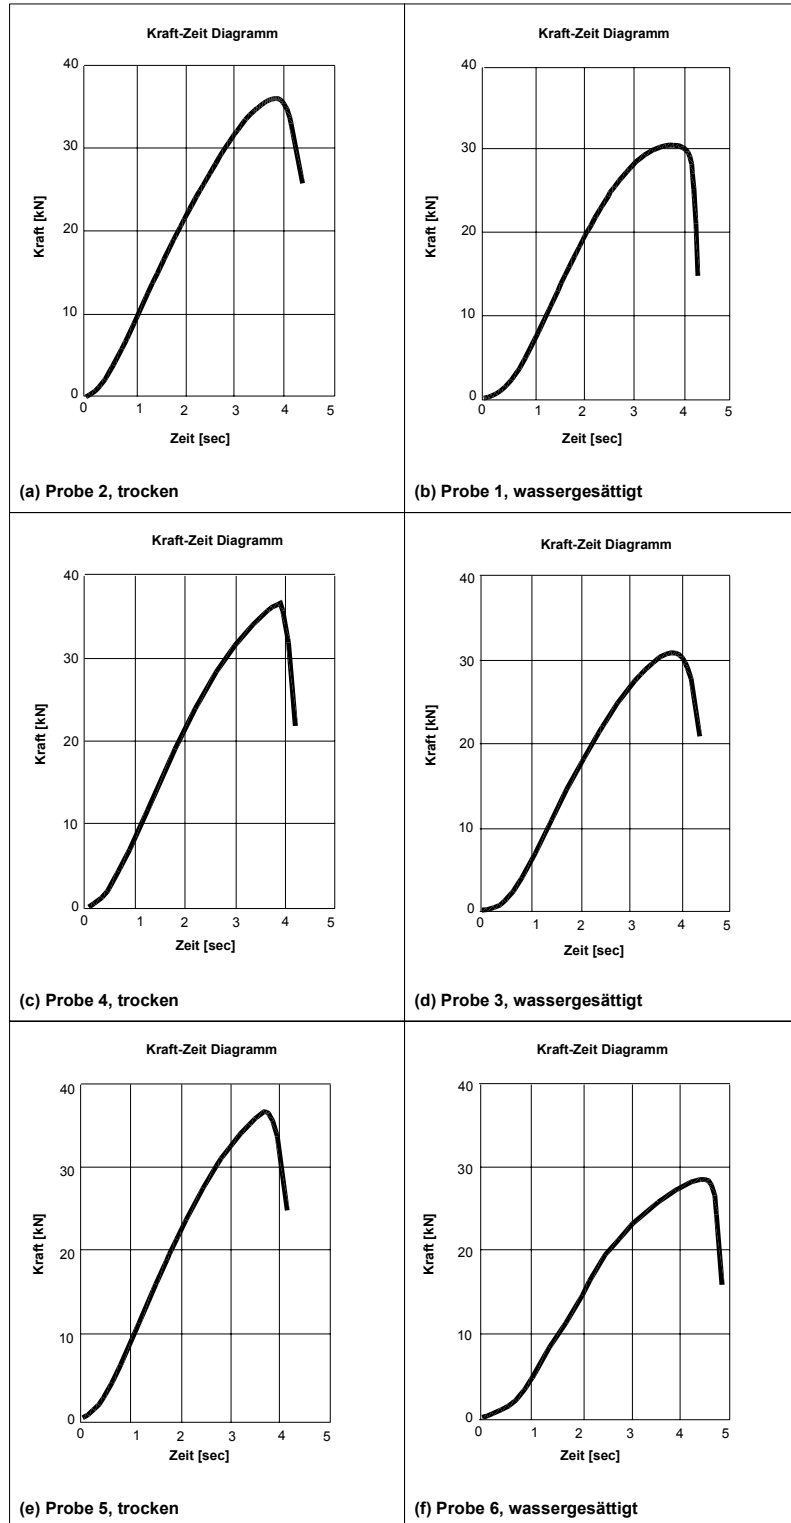 Kraft-Zeit Diagramm
40
30
20
10
0
Kraft [kN]
0 1 2 3 4 5
Zeit [sec]
(a) Probe 2, trocken
Kraft-Zeit Diagramm
40
30
20
10
0
Kraft [kN]
0 1 2 3 4 5
Zeit [sec]
(b) Probe 1, wassergesättigt
Kraft-Zeit Diagramm
40
30
20
10
0
Kraft [kN]
0 1 2 3 4 5
Zeit [sec]
(c) Probe 4, trocken
Kraft-Zeit Diagramm
40
30
20
10
0
Kraft [kN]
0 1 2 3 4 5
Zeit [sec]
(d) Probe 3, wassergesättigt
Kraft-Zeit Diagramm
40
30
20
10
0
Kraft [kN]
0 1 2 3 4 5
Zeit [sec]
(e) Probe 5, trocken
Kraft-Zeit Diagramm
40
30
20
10
0
Kraft [kN]
0 1 2 3 4 5
Zeit [sec]
(f) Probe 6, wassergesättigt